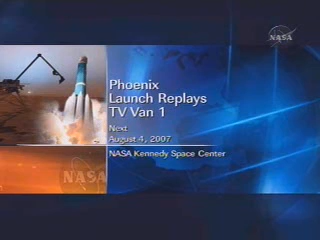 NASA
Phoenix
Launch Replays
TV Van 1
Next
August 4, 2007
NASA Kennedy Space Center
NASA